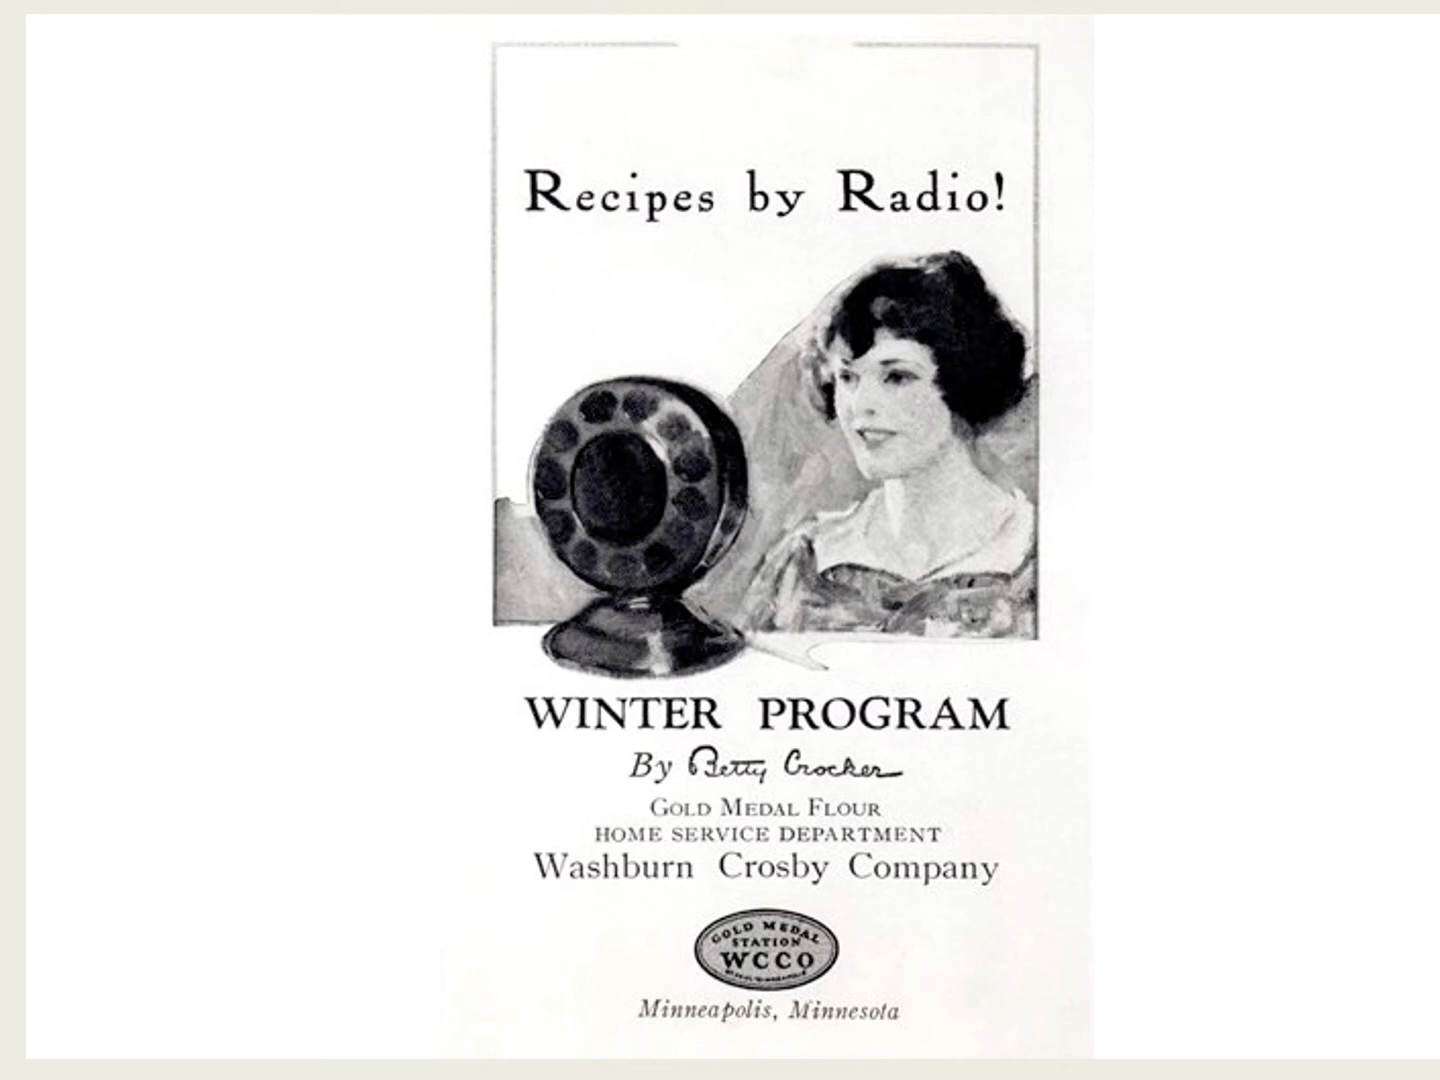 Recipes by Radio!
WINTER PROGRAM
By Betty Crocker
GOLD MEDAL FLOUR
HOME SERVICE DEPARTMENT
Washburn Crosby Company
GOLD MEDAL
STATION
WCCO
Minneapolis, Minnesota